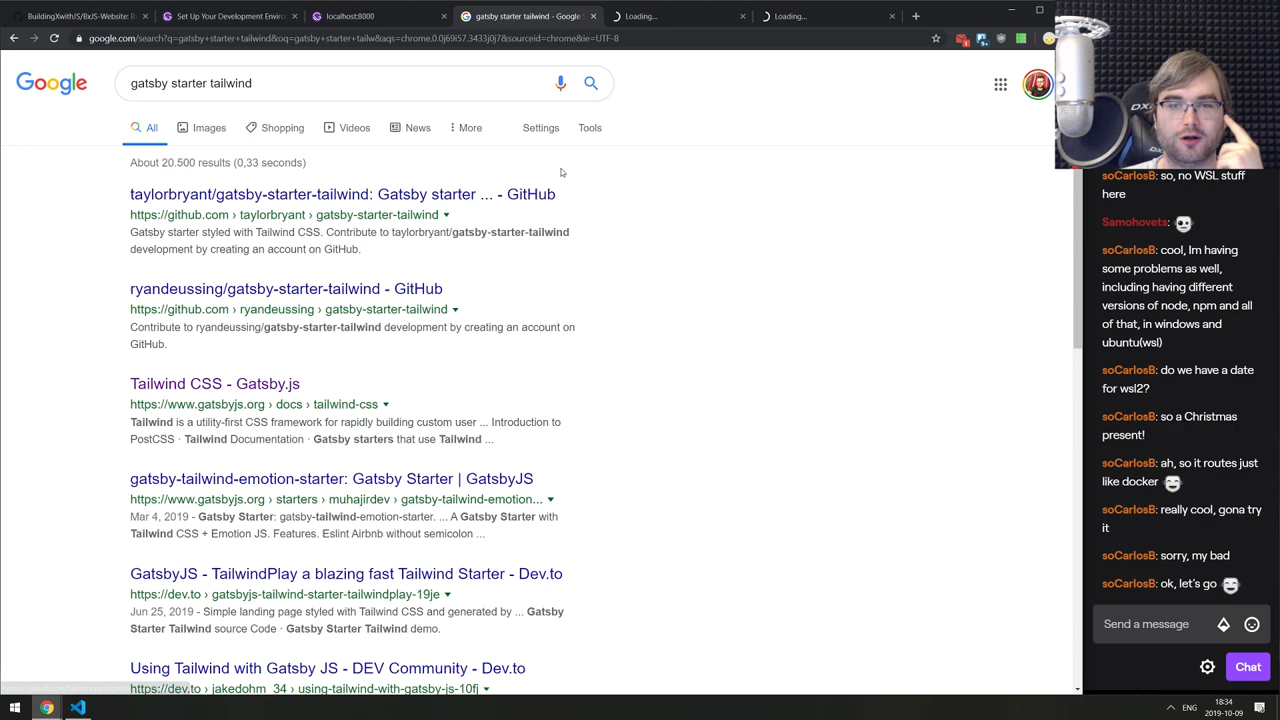 BuildingXwithJS/BxJS-Website: B
Set Up Your Development Enviro
localhost:8000
gatsby starter tailwind - Google S
Loading...
Loading...
google.com/search?q=gatsby+starter+tailwind&oq=gatsby+starter+tailwind&aqs=chrome.0.0j69i57.3433j0j7&sourceid=chrome&ie=UTF-8
Google
gatsby starter tailwind
All
Images
Shopping
Videos
News
More
Settings
Tools
About 20.500 results (0,33 seconds)
taylorbryant/gatsby-starter-tailwind: Gatsby starter ... - GitHub
https://github.com › taylorbryant › gatsby-starter-tailwind
Gatsby starter styled with Tailwind CSS. Contribute to taylorbryant/gatsby-starter-tailwind
development by creating an account on GitHub.
ryandeussing/gatsby-starter-tailwind - GitHub
https://github.com › ryandeussing › gatsby-starter-tailwind
Contribute to ryandeussing/gatsby-starter-tailwind development by creating an account on
GitHub.
Tailwind CSS - Gatsby.js
https://www.gatsbyjs.org › docs › tailwind-css
Tailwind is a utility-first CSS framework for rapidly building custom user ... Introduction to
PostCSS · Tailwind Documentation · Gatsby starters that use Tailwind ...
gatsby-tailwind-emotion-starter: Gatsby Starter | GatsbyJS
https://www.gatsbyjs.org › starters › muhajirdev › gatsby-tailwind-emotion...
Mar 4, 2019 - Gatsby Starter: gatsby-tailwind-emotion-starter. ... A Gatsby Starter with
Tailwind CSS + Emotion JS. Features. Eslint Airbnb without semicolon ...
GatsbyJS - TailwindPlay a blazing fast Tailwind Starter - Dev.to
https://dev.to › gatsbyjs-tailwind-starter-tailwindplay-19je
Jun 25, 2019 - Simple landing page styled with Tailwind CSS and generated by ... Gatsby
Starter Tailwind source Code · Gatsby Starter Tailwind demo.
Using Tailwind with Gatsby JS - DEV Community - Dev.to
https://dev.to › jakedohm_34 › using-tailwind-with-gatsby-js-10fj
soCarlosB: so, no WSL stuff
here
Samohovets:
soCarlosB: cool, Im having
some problems as well,
including having different
versions of node, npm and all
of that, in windows and
ubuntu(wsl)
soCarlosB: do we have a date
for wsl2?
soCarlosB: so a Christmas
present!
soCarlosB: ah, so it routes just
like docker
soCarlosB: really cool, gona try
it
soCarlosB: sorry, my bad
soCarlosB: ok, let's go
Send a message
Chat
ENG
18:34
2019-10-09